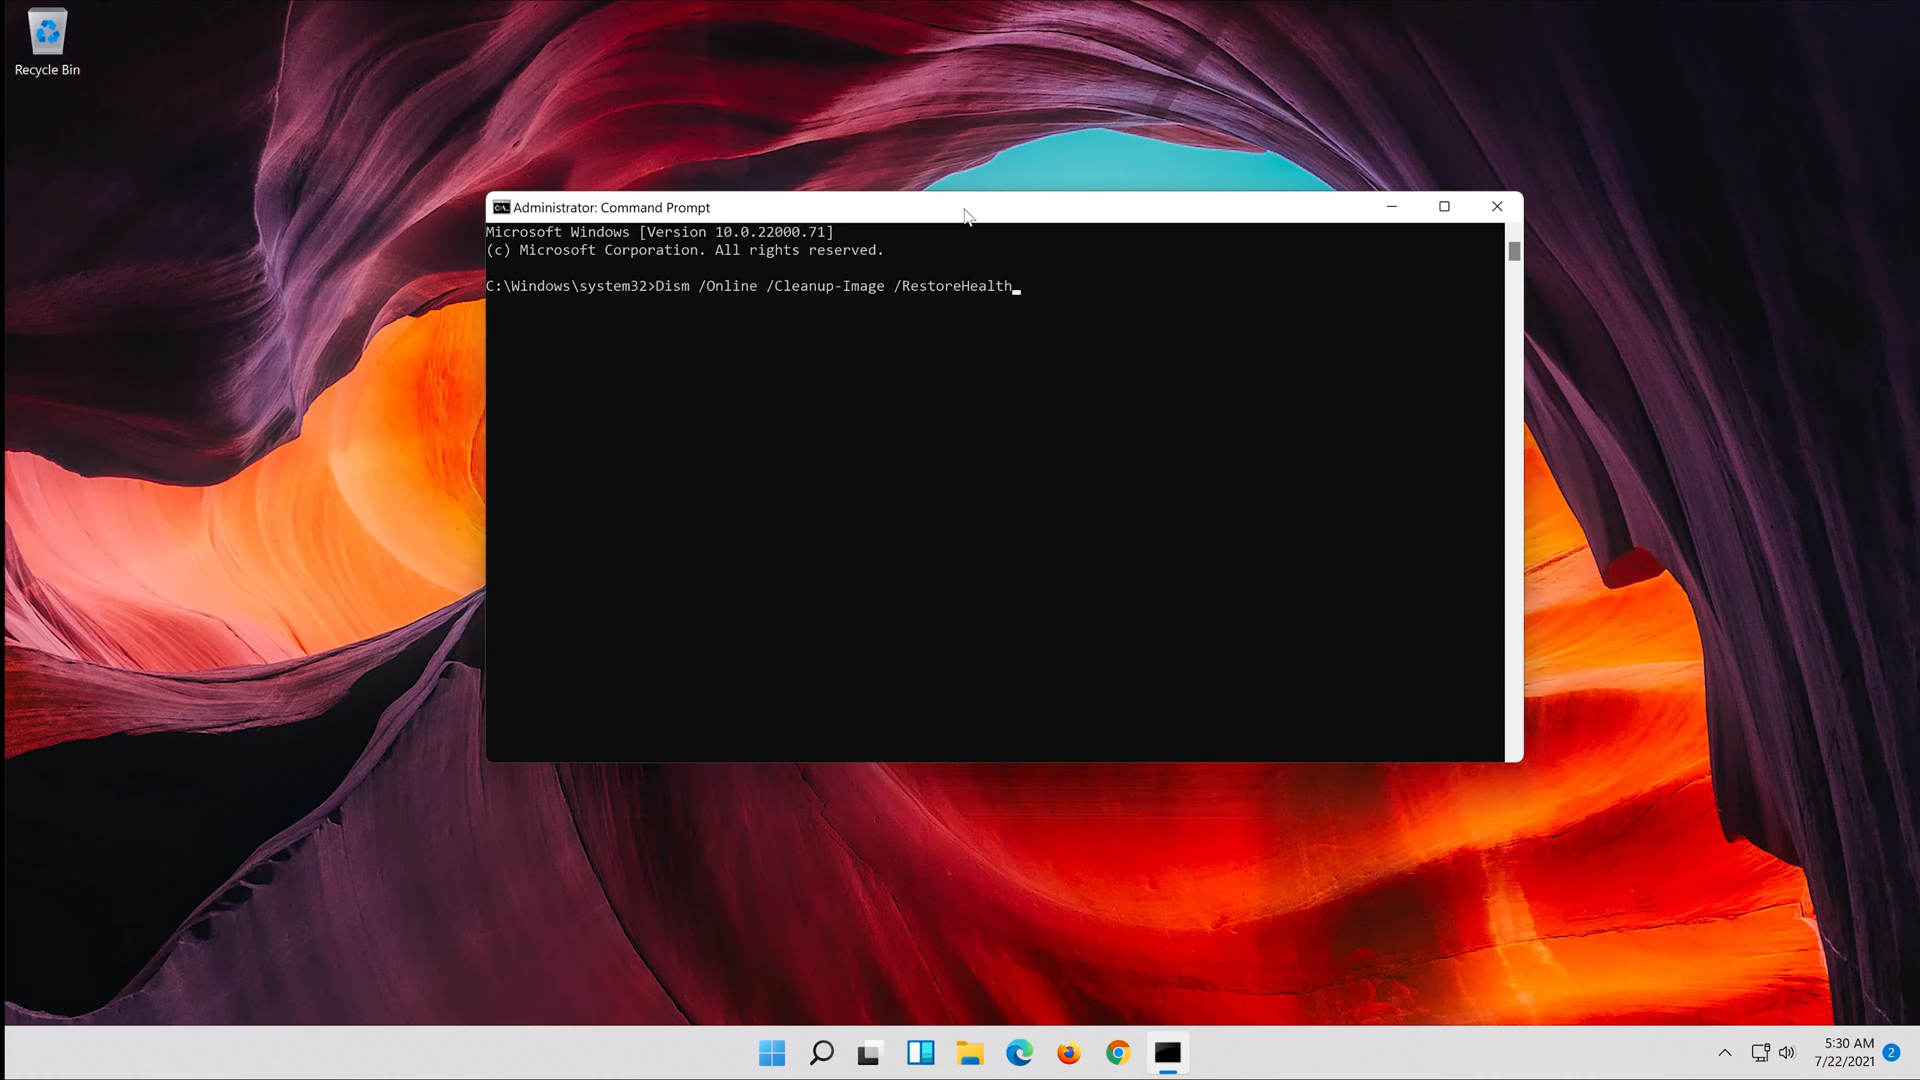 Recycle Bin
Administrator: Command Prompt
Microsoft Windows [Version 10.0.22000.71]
(c) Microsoft Corporation. All rights reserved.
C:\Windows\system32>Dism /Online /Cleanup-Image /RestoreHealth
5:30 AM
7/22/2021
2